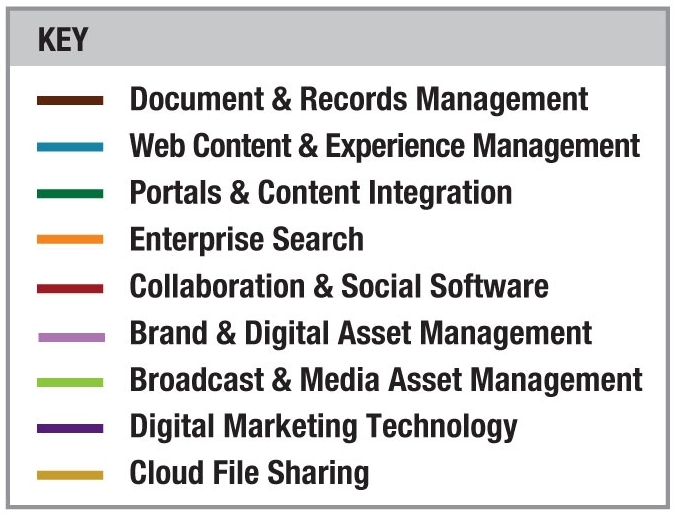 KEY
Document & Records Management
Web Content & Experience Management
Portals & Content Integration
Enterprise Search
Collaboration & Social Software
Brand & Digital Asset Management
Broadcast & Media Asset Management
Digital Marketing Technology
Cloud File Sharing